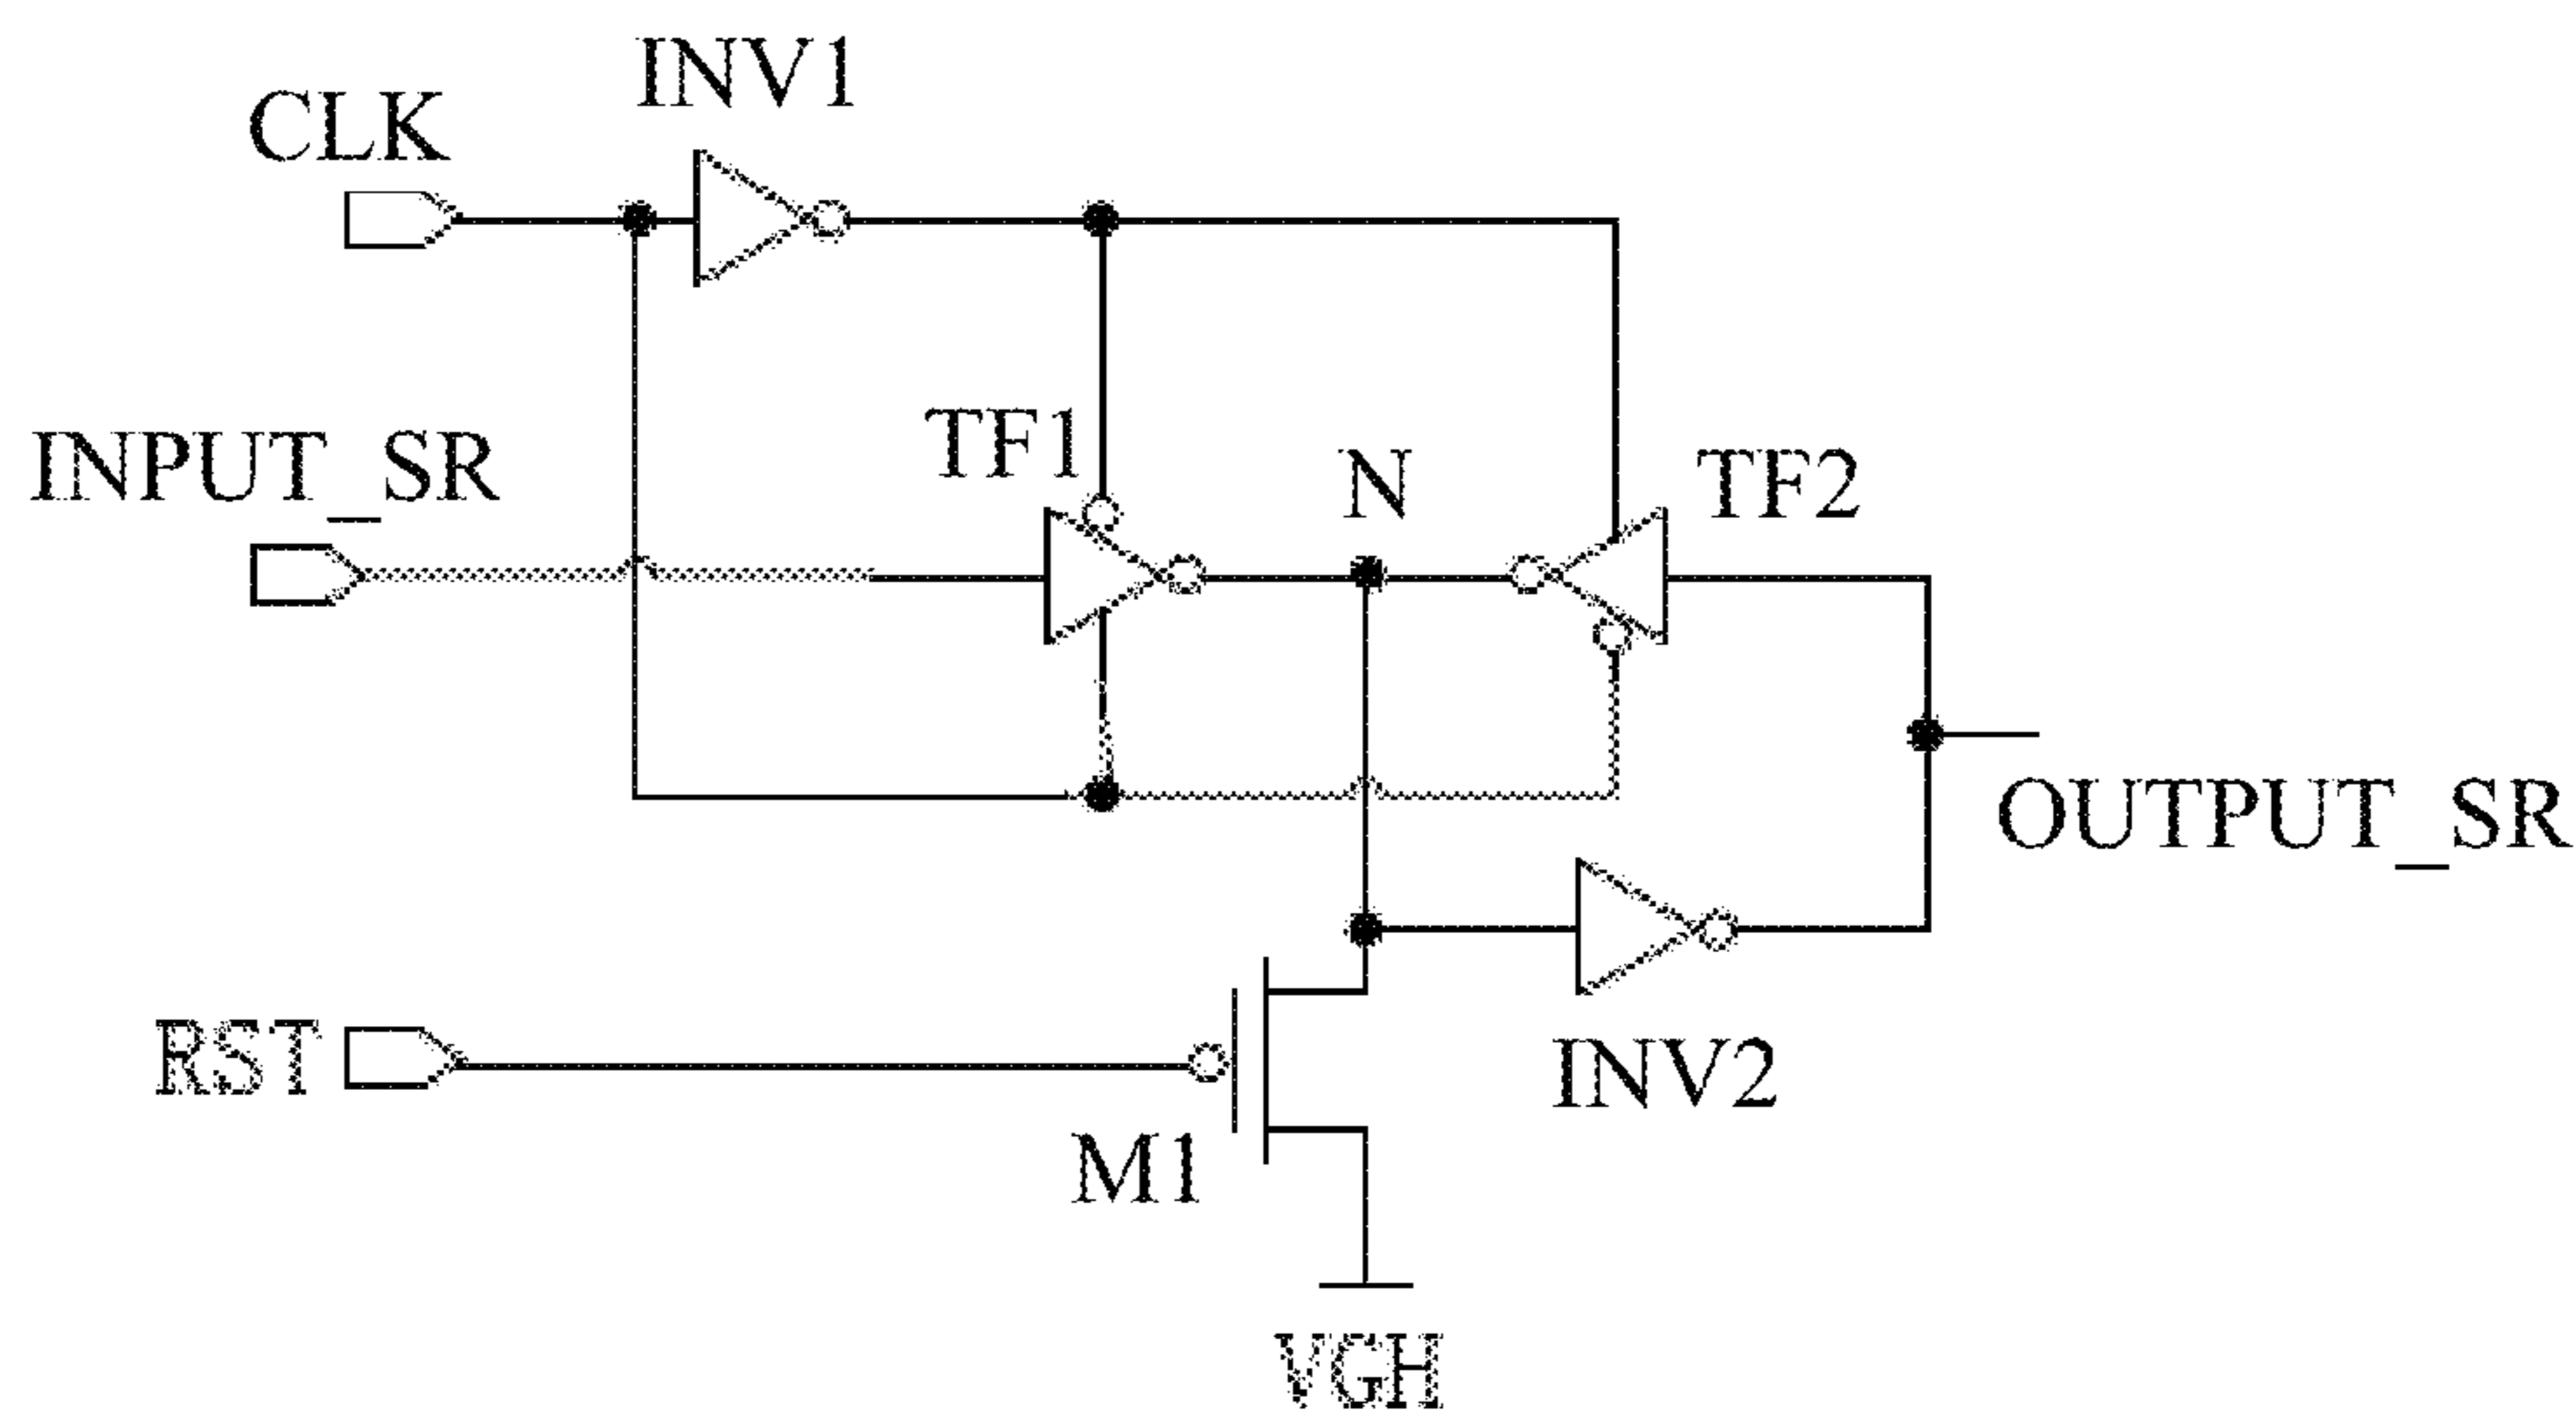 INV1
CLK
TF1
INPUT_SR
N
TF2
OUTPUT_SR
RST
INV2
M1
VGH